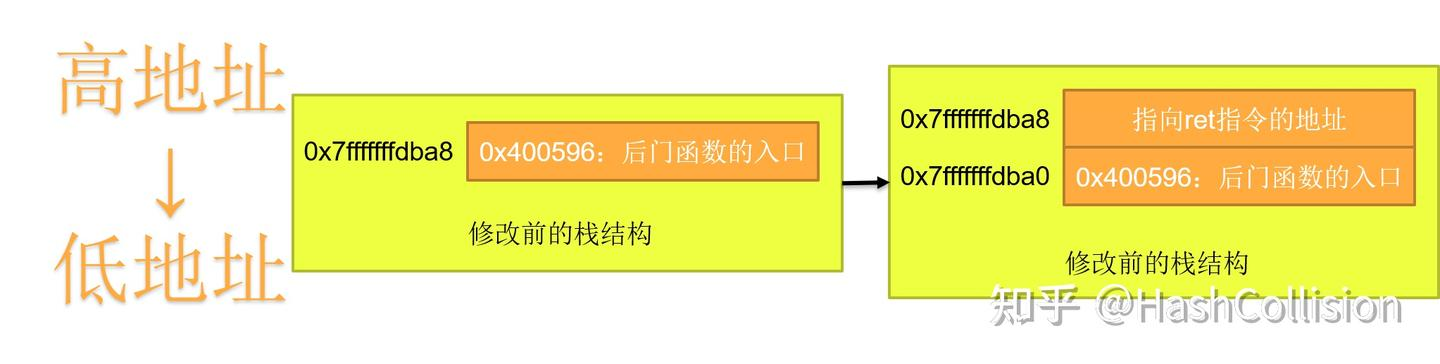 高地址
低地址
0x7fffffffdba8
0x400596：后门函数的入口
修改前的栈结构
0x7fffffffdba8
指向ret指令的地址
0x7fffffffdba0
0x400596：后门函数的入口
修改前的栈结构
知乎 @HashCollision